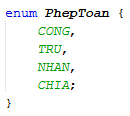 enum PhepToan {
CONG,
TRU,
NHAN,
CHIA;
}